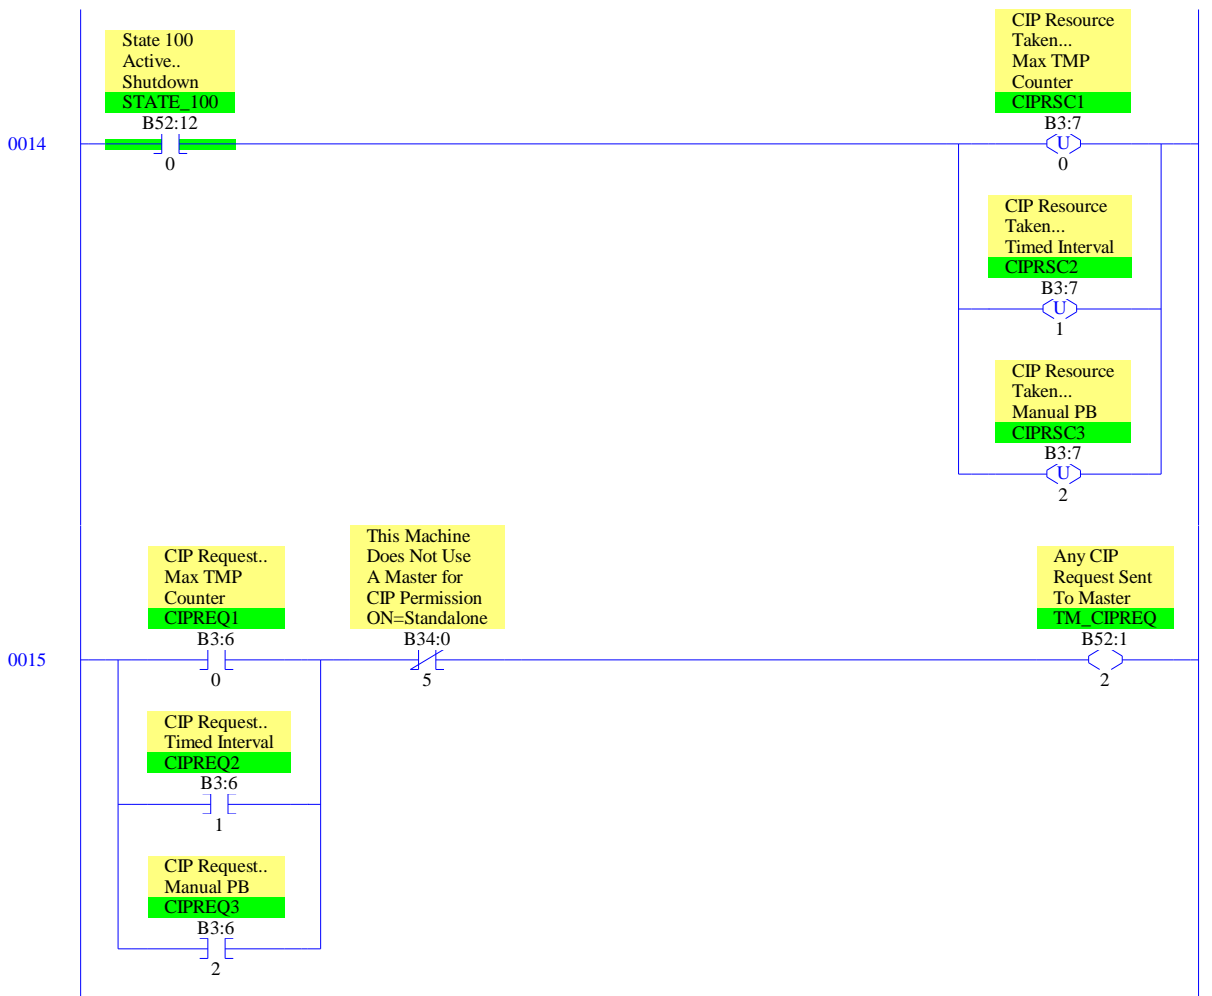 State 100
Active..
Shutdown
STATE_100
B52:12
0
CIP Resource
Taken...
Max TMP
Counter
CIPRSC1
B3:7
U
0
0014
CIP Resource
Taken...
Timed Interval
CIPRSC2
B3:7
U
1
CIP Resource
Taken...
Manual PB
CIPRSC3
B3:7
U
2
0015
CIP Request..
Max TMP
Counter
CIPREQ1
B3:6
0
This Machine
Does Not Use
A Master for
CIP Permission
ON=Standalone
B34:0
5
Any CIP
Request Sent
To Master
TM_CIPREQ
B52:1
2
CIP Request..
Timed Interval
CIPREQ2
B3:6
1
CIP Request..
Manual PB
CIPREQ3
B3:6
2